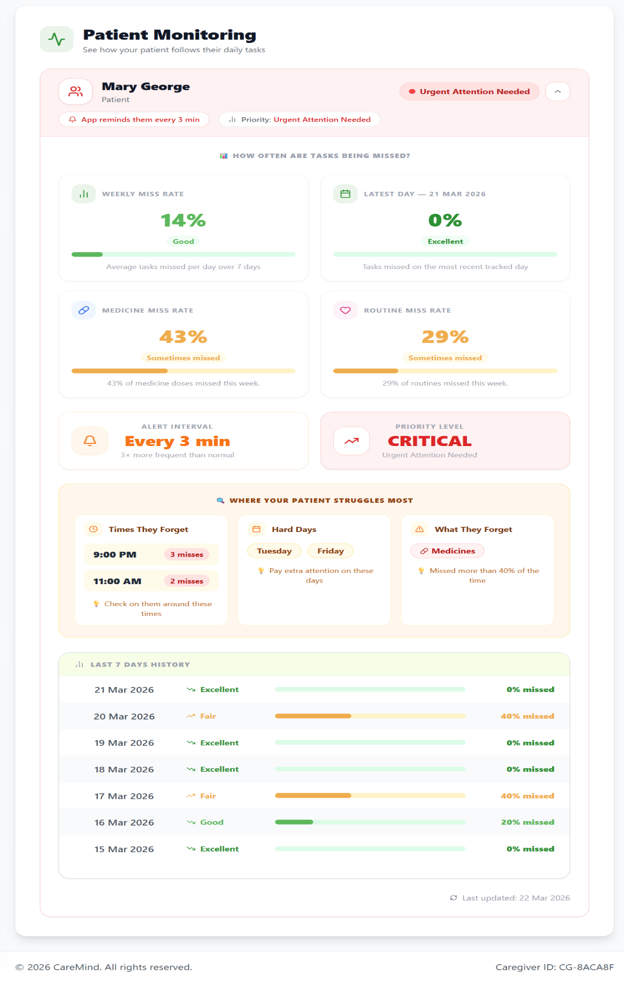 Patient Monitoring
See how your patient follows their daily tasks
Mary George
Patient
Urgent Attention Needed
App reminds them every 3 min
Priority: Urgent Attention Needed
HOW OFTEN ARE TASKS BEING MISSED?
WEEKLY MISS RATE
14%
Good
Average tasks missed per day over 7 days
LATEST DAY — 21 MAR 2026
0%
Excellent
Tasks missed on the most recent tracked day
MEDICINE MISS RATE
43%
Sometimes missed
43% of medicine doses missed this week.
ROUTINE MISS RATE
29%
Sometimes missed
29% of routines missed this week.
ALERT INTERVAL
Every 3 min
3× more frequent than normal
PRIORITY LEVEL
CRITICAL
Urgent Attention Needed
WHERE YOUR PATIENT STRUGGLES MOST
Times They Forget
9:00 PM 3 misses
11:00 AM 2 misses
Check on them around these
times
Hard Days
Tuesday Friday
Pay extra attention on these
days
What They Forget
Medicines
Missed more than 40% of the
time
LAST 7 DAYS HISTORY
21 Mar 2026 Excellent 0% missed
20 Mar 2026 Fair 40% missed
19 Mar 2026 Excellent 0% missed
18 Mar 2026 Excellent 0% missed
17 Mar 2026 Fair 40% missed
16 Mar 2026 Good 20% missed
15 Mar 2026 Excellent 0% missed
Last updated: 22 Mar 2026
© 2026 CareMind. All rights reserved.
Caregiver ID: CG-8ACA8F